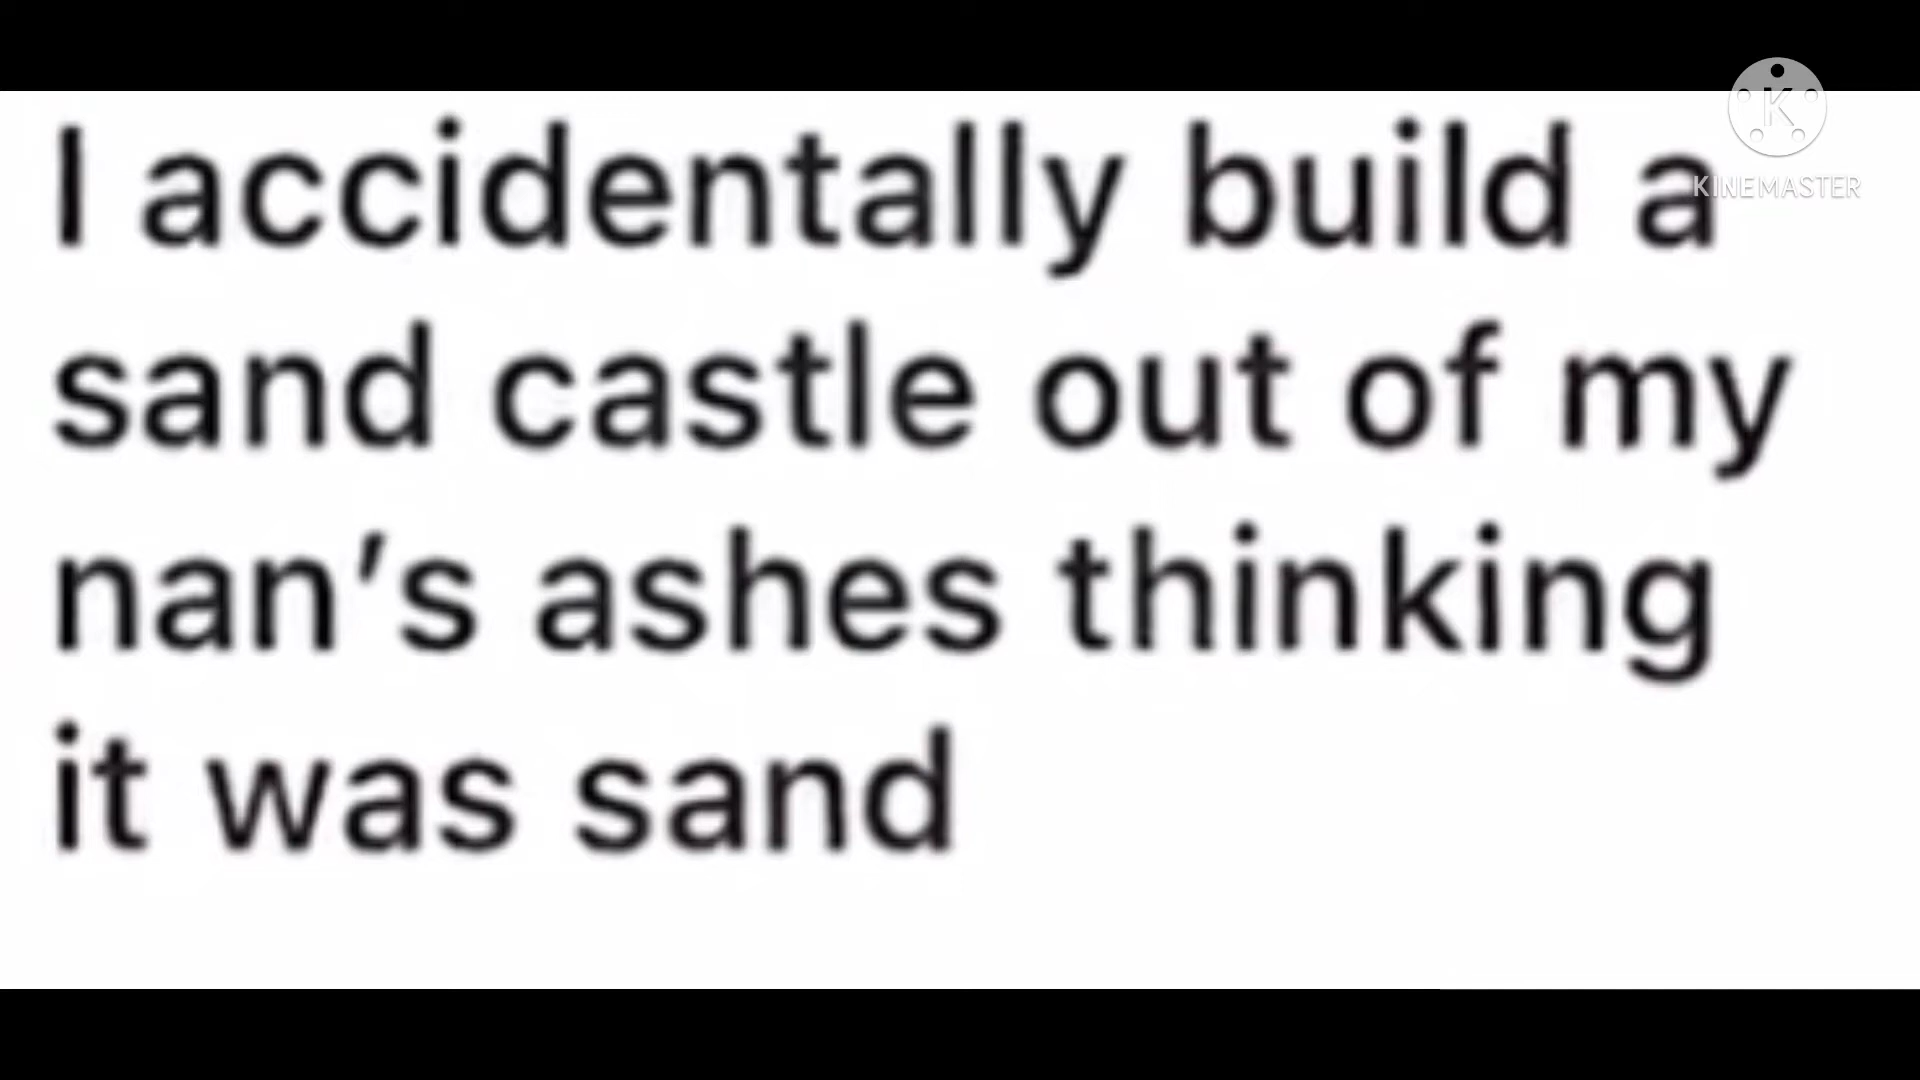 K
KINEMASTER
I accidentally build a
sand castle out of my
nan’s ashes thinking
it was sand